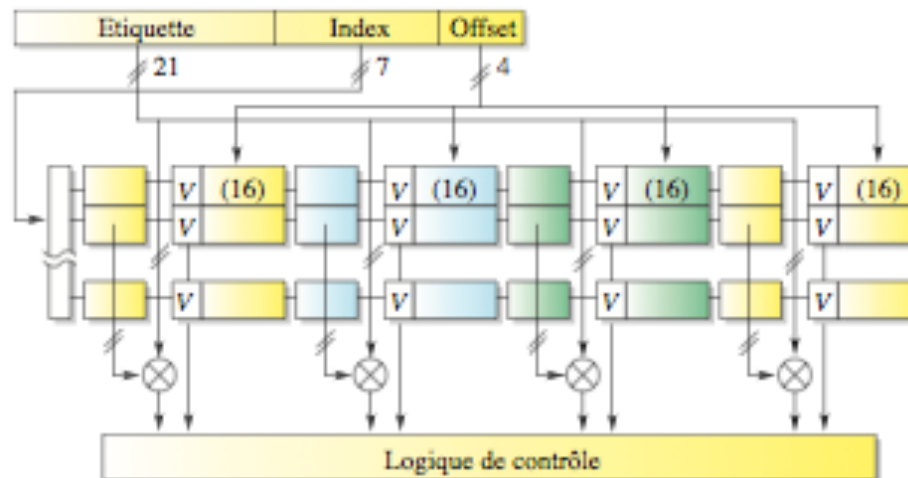 Etiquette Index Offset
21 7 4
V (16) V (16) V (16) V (16)
V V V V
Logique de contrôle